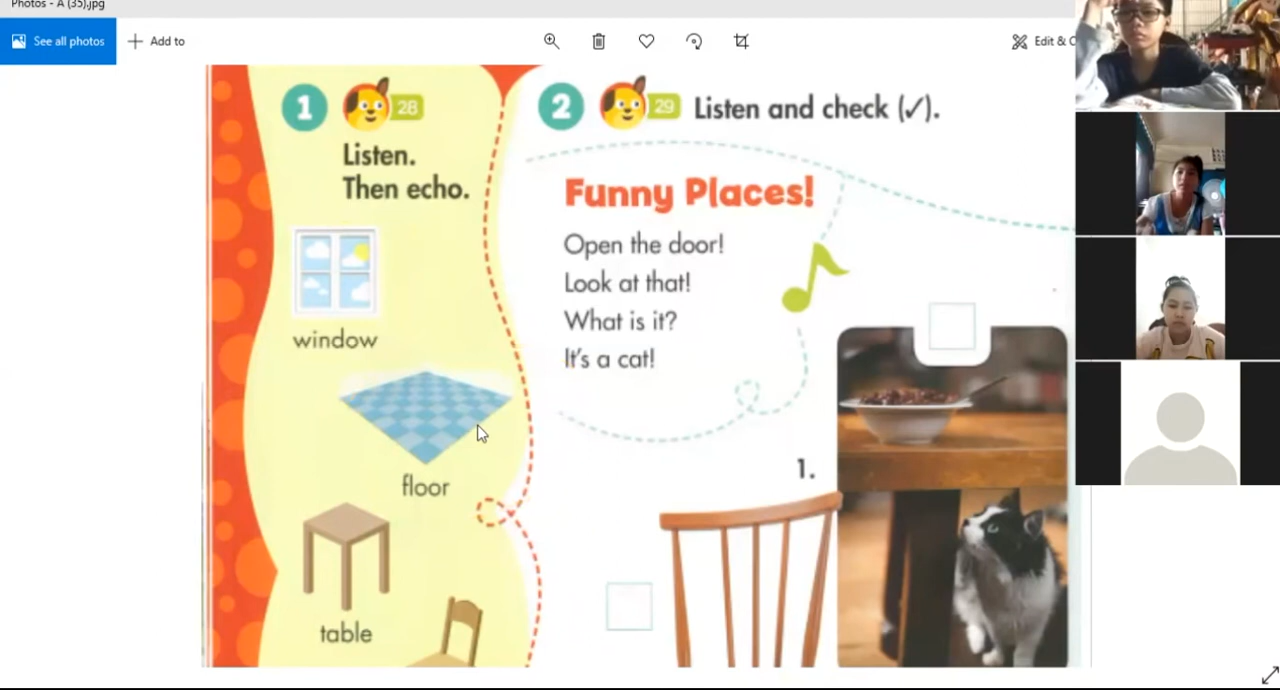 Photos - A (35).jpg
See all photos
Add to
Edit & C
1
28
Listen.
Then echo.
window
floor
table
2
29
Listen and check (✓).
Funny Places!
Open the door!
Look at that!
What is it?
It's a cat!
1.